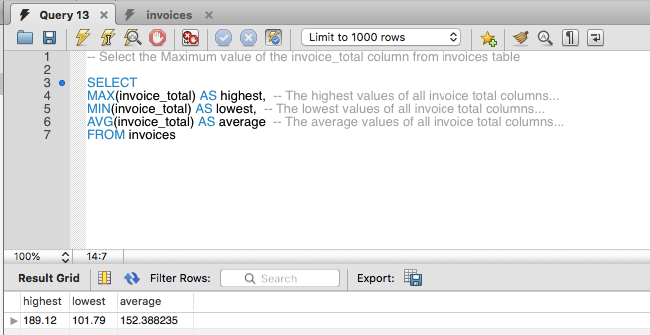 Query 13 invoices
Limit to 1000 rows
1 -- Select the Maximum value of the invoice_total column from invoices table
2
3 SELECT
4 MAX(invoice_total) AS highest, -- The highest values of all invoice total columns...
5 MIN(invoice_total) AS lowest, -- The lowest values of all invoice total columns...
6 AVG(invoice_total) AS average -- The average values of all invoice total columns...
7 FROM invoices
100% 14:7
Result Grid Filter Rows: Search Export:
highest lowest average
189.12 101.79 152.388235